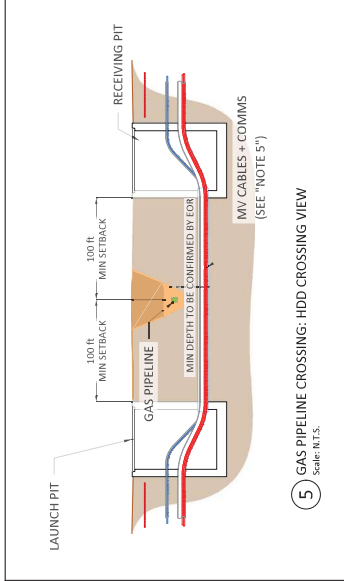 LAUNCH PIT
RECEIVING PIT
100 ft
MIN SETBACK
100 ft
MIN SETBACK
GAS PIPELINE
MIN DEPTH TO BE CONFIRMED BY EOR
MV CABLES + COMMS
(SEE "NOTE 5")
5
GAS PIPELINE CROSSING: HDD CROSSING VIEW
Scale: N.T.S.